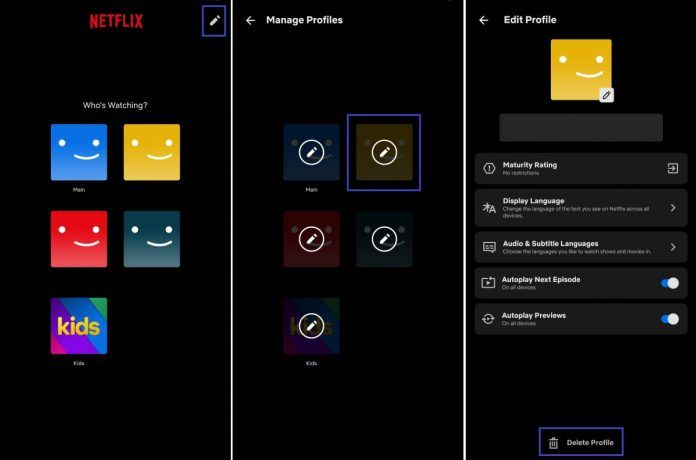 NETFLIX
Who's Watching?
Main
kids
Kids
Manage Profiles
Main
kids
Kids
Edit Profile
Maturity Rating
No restrictions
Display Language
Change the language of the text you see on Netflix across all
devices.
Audio & Subtitle Languages
Choose the languages you like to watch shows and movies in.
Autoplay Next Episode
On all devices
Autoplay Previews
On all devices
Delete Profile